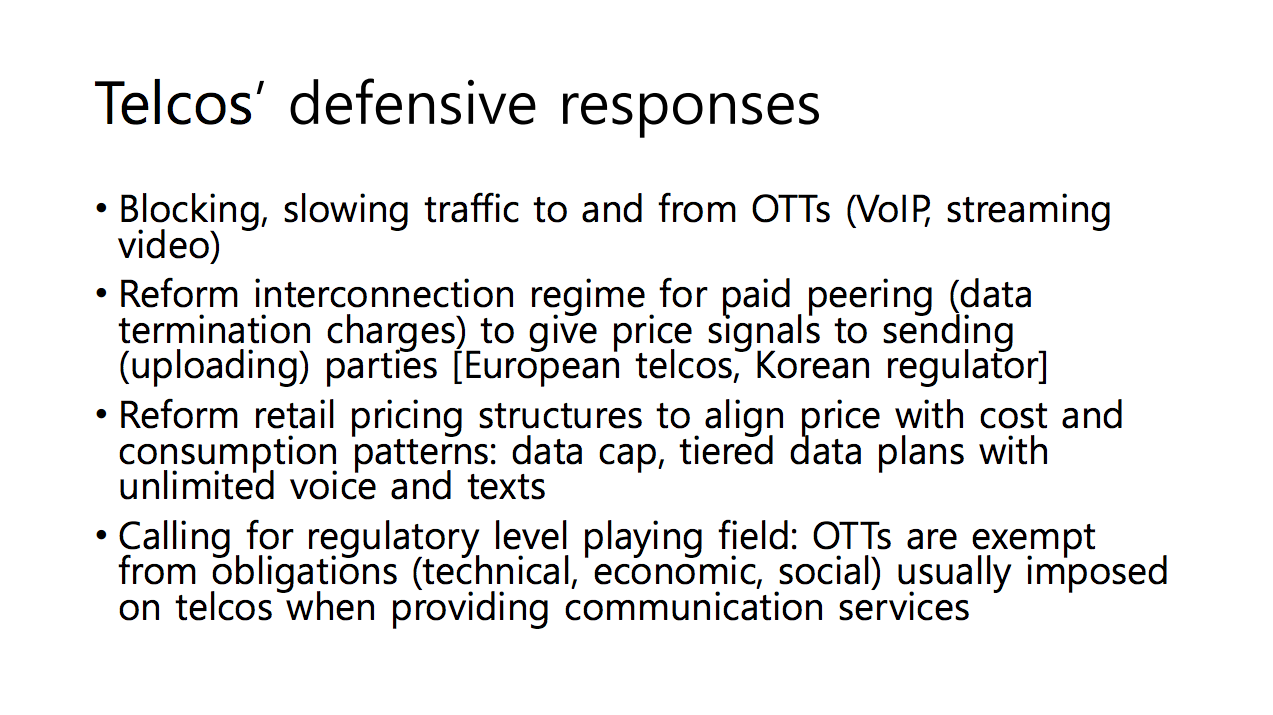 Telcos’ defensive responses
• Blocking, slowing traffic to and from OTTs (VoIP, streaming
video)
• Reform interconnection regime for paid peering (data
termination charges) to give price signals to sending
(uploading) parties [European telcos, Korean regulator]
• Reform retail pricing structures to align price with cost and
consumption patterns: data cap, tiered data plans with
unlimited voice and texts
• Calling for regulatory level playing field: OTTs are exempt
from obligations (technical, economic, social) usually imposed
on telcos when providing communication services